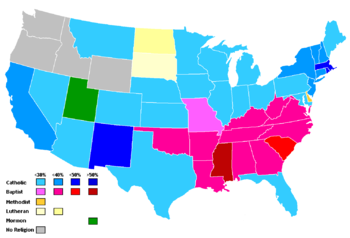 <30% <40% <50% >50%
Catholic
Baptist
Methodist
Lutheran
Mormon
No Religion